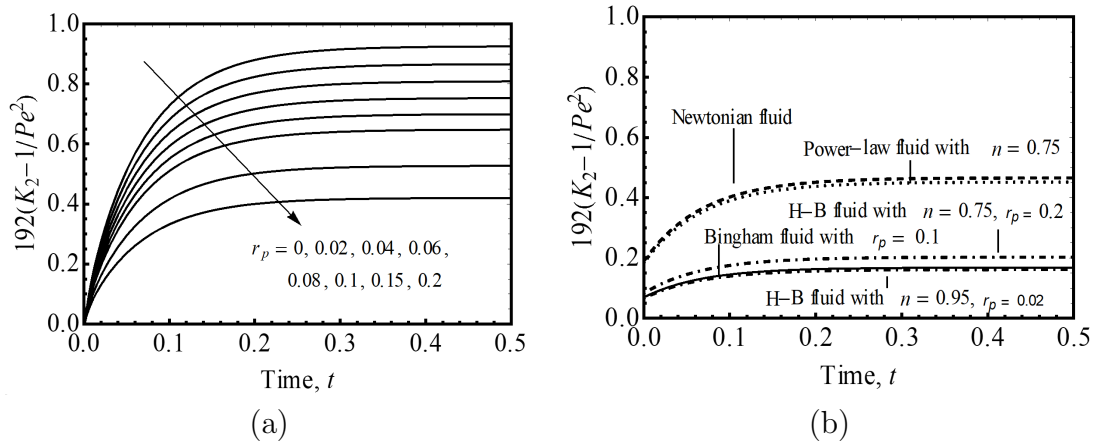 192(K₂−1/Pe²)
1.0
0.8
0.6
0.4
0.2
0.0
r_p = 0, 0.02, 0.04, 0.06,
0.08, 0.1, 0.15, 0.2
0.0 0.1 0.2 0.3 0.4 0.5
Time, t
(a)
192(K₂−1/Pe²)
1.0
0.8
0.6
0.4
0.2
0.0
Newtonian fluid
Power−law fluid with n = 0.75
H−B fluid with n = 0.75, r_p = 0.2
Bingham fluid with r_p = 0.1
H−B fluid with n = 0.95, r_p = 0.02
0.0 0.1 0.2 0.3 0.4 0.5
Time, t
(b)